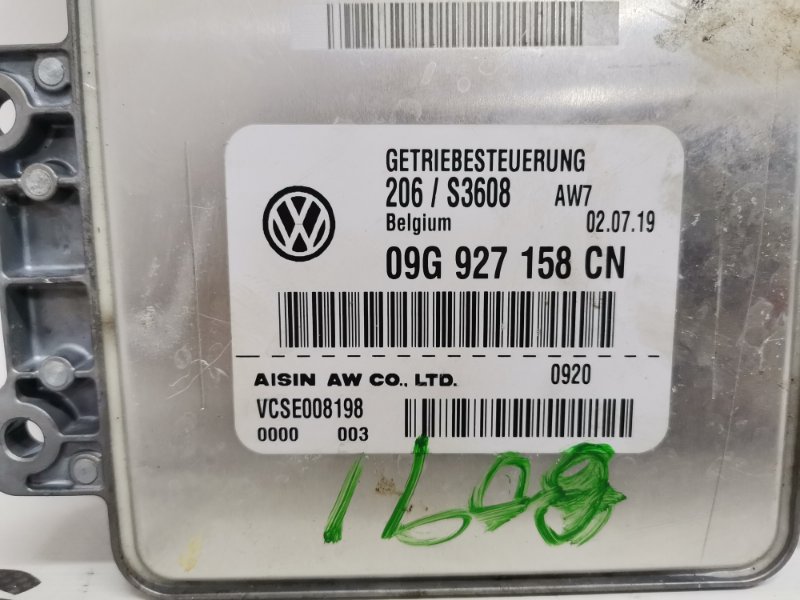 GETRIEBESTEUERUNG
206 / S3608 AW7
Belgium 02.07.19
09G 927 158 CN
AISIN AW CO., LTD. 0920
VCSE008198
0000 003